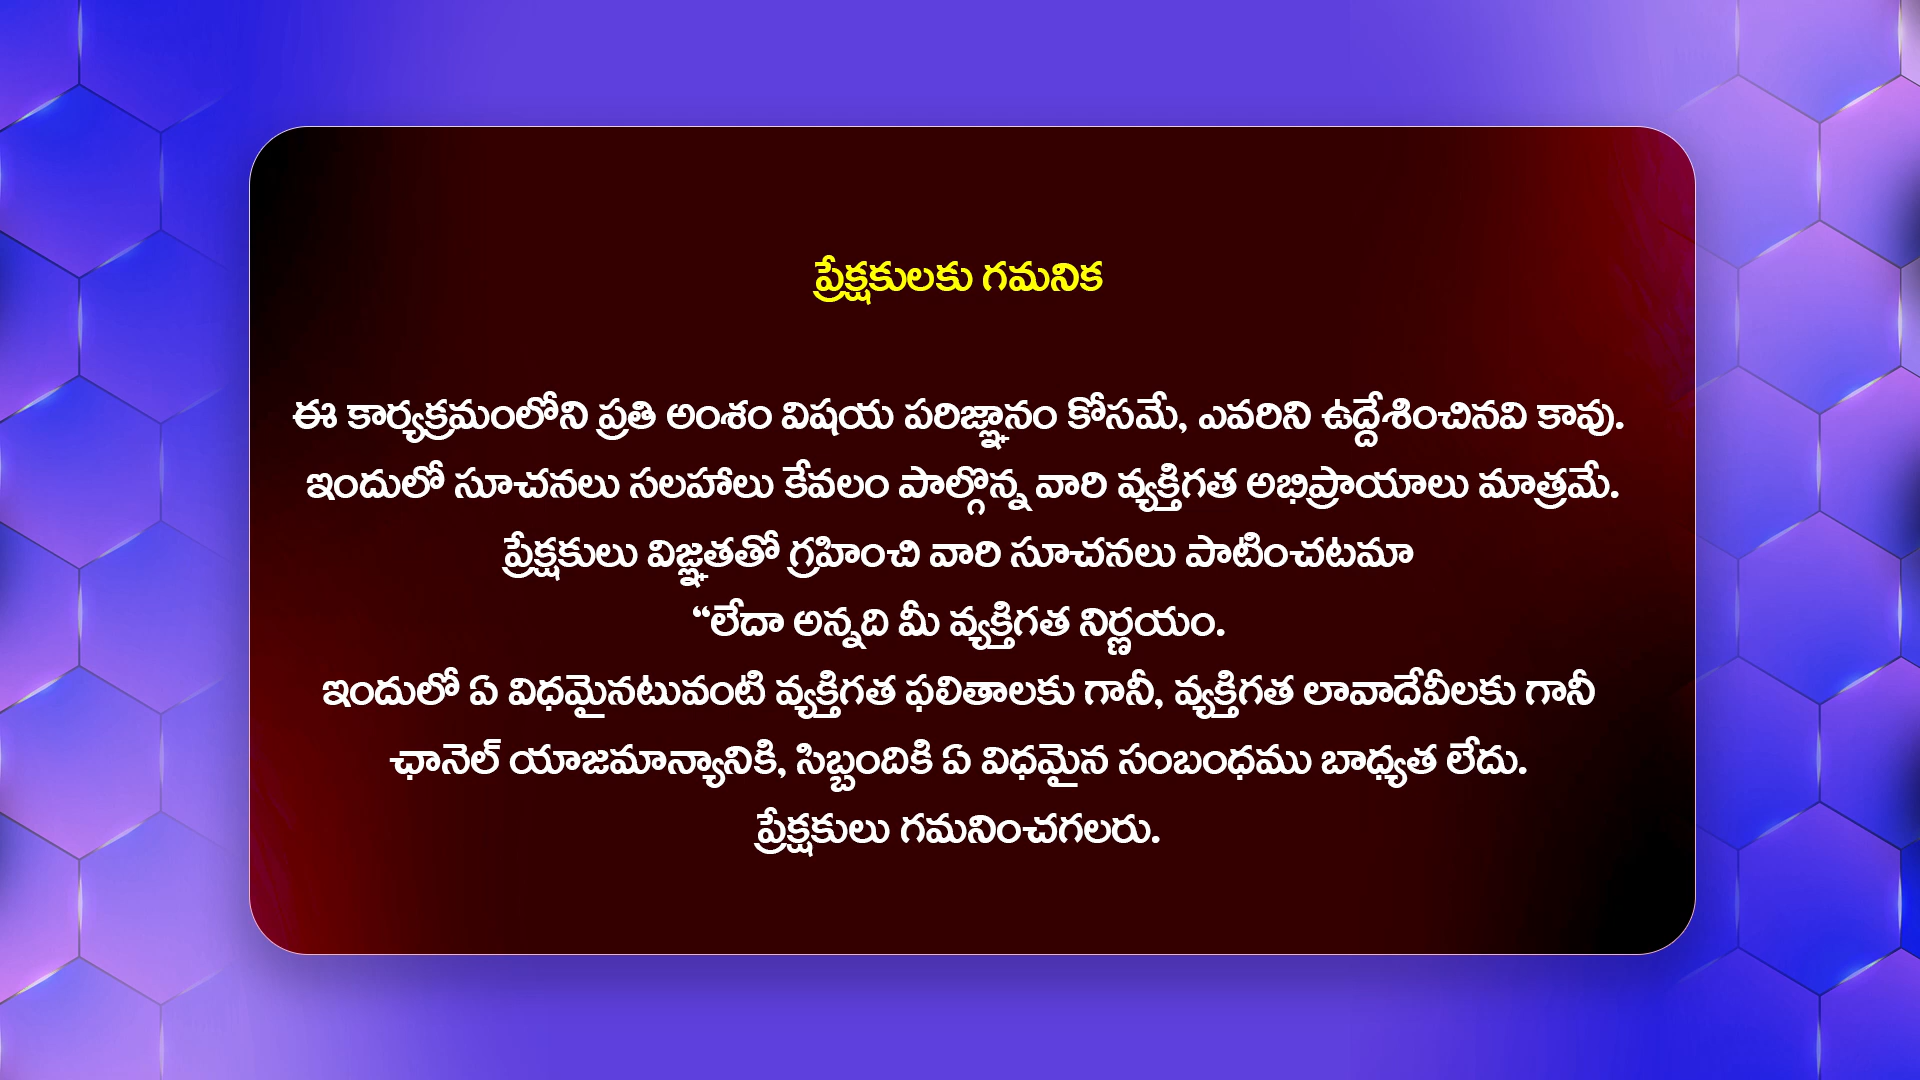 ప్రేక్షకులకు గమనిక
ఈ కార్యక్రమంలోని ప్రతి అంశం విషయ పరిజ్ఞానం కోసమే, ఎవరిని ఉద్దేశించినవి కావు.
ఇందులో సూచనలు సలహాలు కేవలం పాల్గొన్న వారి వ్యక్తిగత అభిప్రాయాలు మాత్రమే.
ప్రేక్షకులు విజ్ఞతతో గ్రహించి వారి సూచనలు పాటించటమా
“లేదా అన్నది మీ వ్యక్తిగత నిర్ణయం.
ఇందులో ఏ విధమైనటువంటి వ్యక్తిగత ఫలితాలకు గానీ, వ్యక్తిగత లావాదేవీలకు గానీ
ఛానెల్ యాజమాన్యానికి, సిబ్బందికి ఏ విధమైన సంబంధము బాధ్యత లేదు.
ప్రేక్షకులు గమనించగలరు.